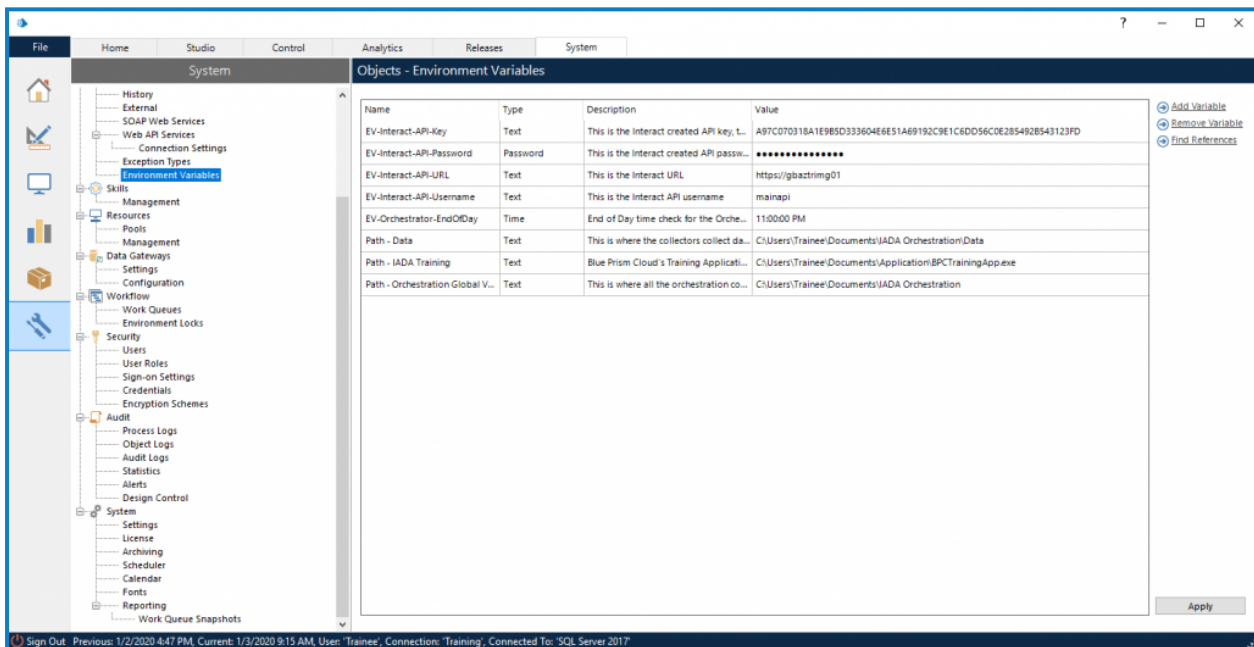 ?
File Home Studio Control Analytics Releases System
System
Objects - Environment Variables
History
External
SOAP Web Services
Web API Services
Connection Settings
Exception Types
Environment Variables
Skills
Management
Resources
Pools
Management
Data Gateways
Settings
Configuration
Workflow
Work Queues
Environment Locks
Security
Users
User Roles
Sign-on Settings
Credentials
Encryption Schemes
Audit
Process Logs
Object Logs
Audit Logs
Statistics
Alerts
Design Control
System
Settings
License
Archiving
Scheduler
Calendar
Fonts
Reporting
Work Queue Snapshots
Name Type Description Value
EV-Interact-API-Key Text This is the Interact created API key, t... A97C070318A1E9B5D333604E6E51A69192C9E1C6DD56C0E285492B543123FD
EV-Interact-API-Password Password This is the Interact created API passw... ●●●●●●●●●●●●●●●
EV-Interact-API-URL Text This is the Interact URL https://gbaztrimg01
EV-Interact-API-Username Text This is the Interact API username mainapi
EV-Orchestrator-EndOfDay Time End of Day time check for the Orche... 11:00:00 PM
Path - Data Text This is where the collectors collect da... C:\Users\Trainee\Documents\IADA Orchestration\Data
Path - IADA Training Text Blue Prism Cloud's Training Applicati... C:\Users\Trainee\Documents\Application\BPCTrainingApp.exe
Path - Orchestration Global V... Text This is where all the orchestration co... C:\Users\Trainee\Documents\IADA Orchestration
Add Variable
Remove Variable
Find References
Apply
Sign Out Previous: 1/2/2020 4:47 PM, Current: 1/3/2020 9:15 AM, User: 'Trainee', Connection: 'Training', Connected To: 'SQL Server 2017'